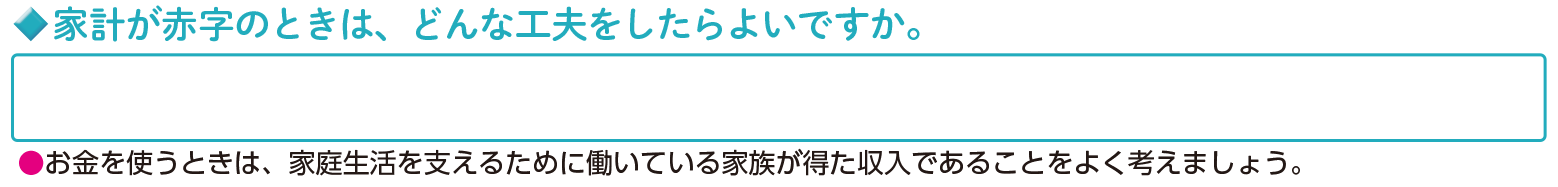 ◆家計が赤字のときは、どんな工夫をしたらよいですか。
●お金を使うときは、家庭生活を支えるために働いている家族が得た収入であることをよく考えましょう。